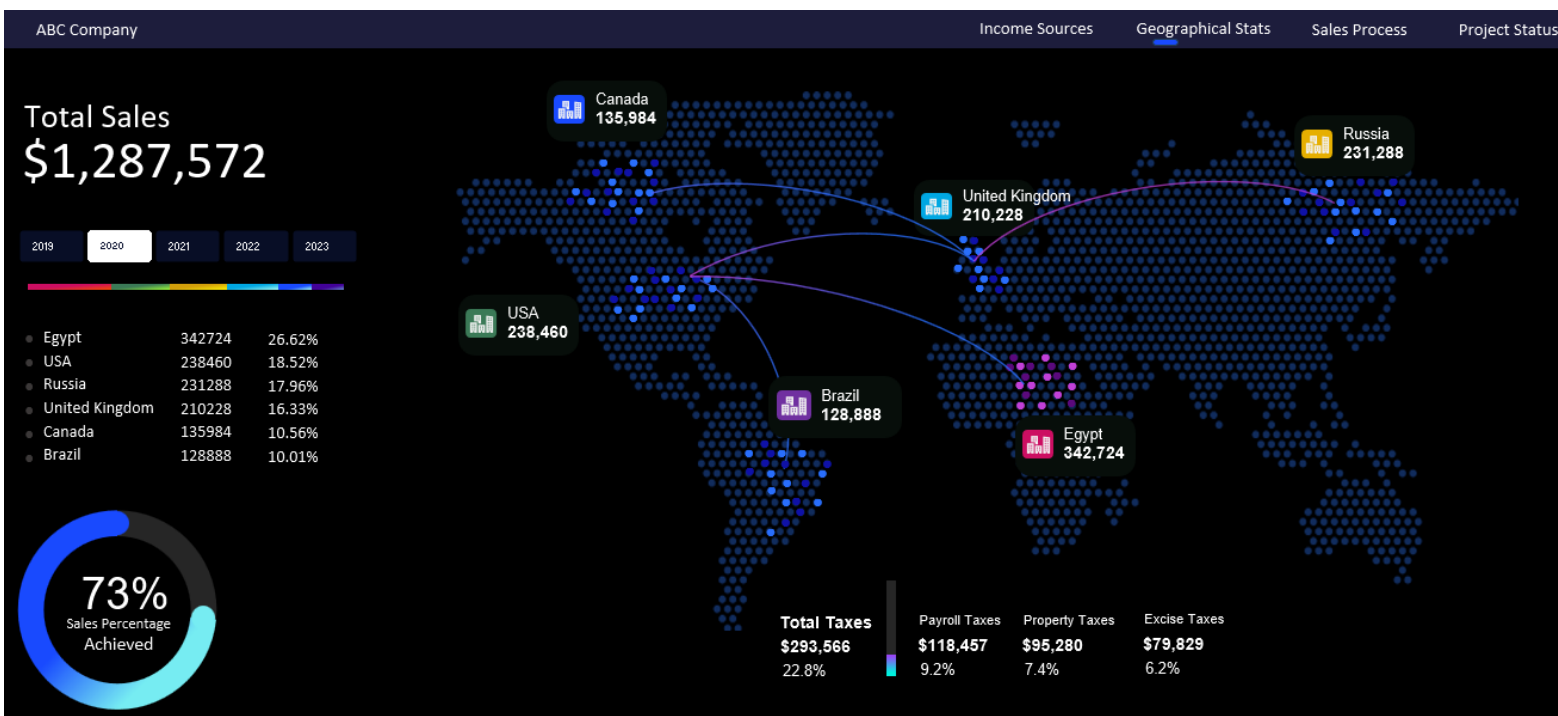 ABC Company
Income Sources
Geographical Stats
Sales Process
Project Status
Total Sales
$1,287,572
2019 2020 2021 2022 2023
Egypt 342724 26.62%
USA 238460 18.52%
Russia 231288 17.96%
United Kingdom 210228 16.33%
Canada 135984 10.56%
Brazil 128888 10.01%
73%
Sales Percentage
Achieved
Canada
135,984
Russia
231,288
United Kingdom
210,228
USA
238,460
Brazil
128,888
Egypt
342,724
Total Taxes
$293,566
22.8%
Payroll Taxes
$118,457
9.2%
Property Taxes
$95,280
7.4%
Excise Taxes
$79,829
6.2%